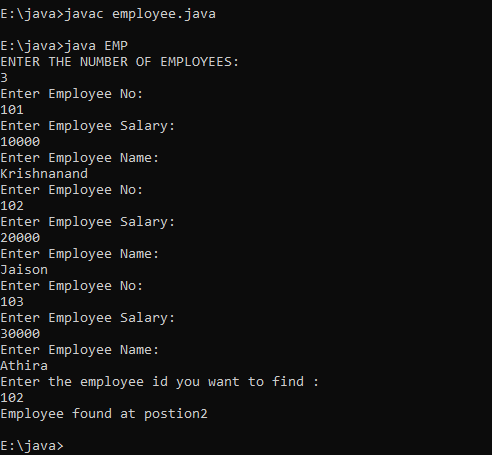 E:\java>javac employee.java
E:\java>java EMP
ENTER THE NUMBER OF EMPLOYEES:
3
Enter Employee No:
101
Enter Employee Salary:
10000
Enter Employee Name:
Krishnanand
Enter Employee No:
102
Enter Employee Salary:
20000
Enter Employee Name:
Jaison
Enter Employee No:
103
Enter Employee Salary:
30000
Enter Employee Name:
Athira
Enter the employee id you want to find :
102
Employee found at postion2
E:\java>